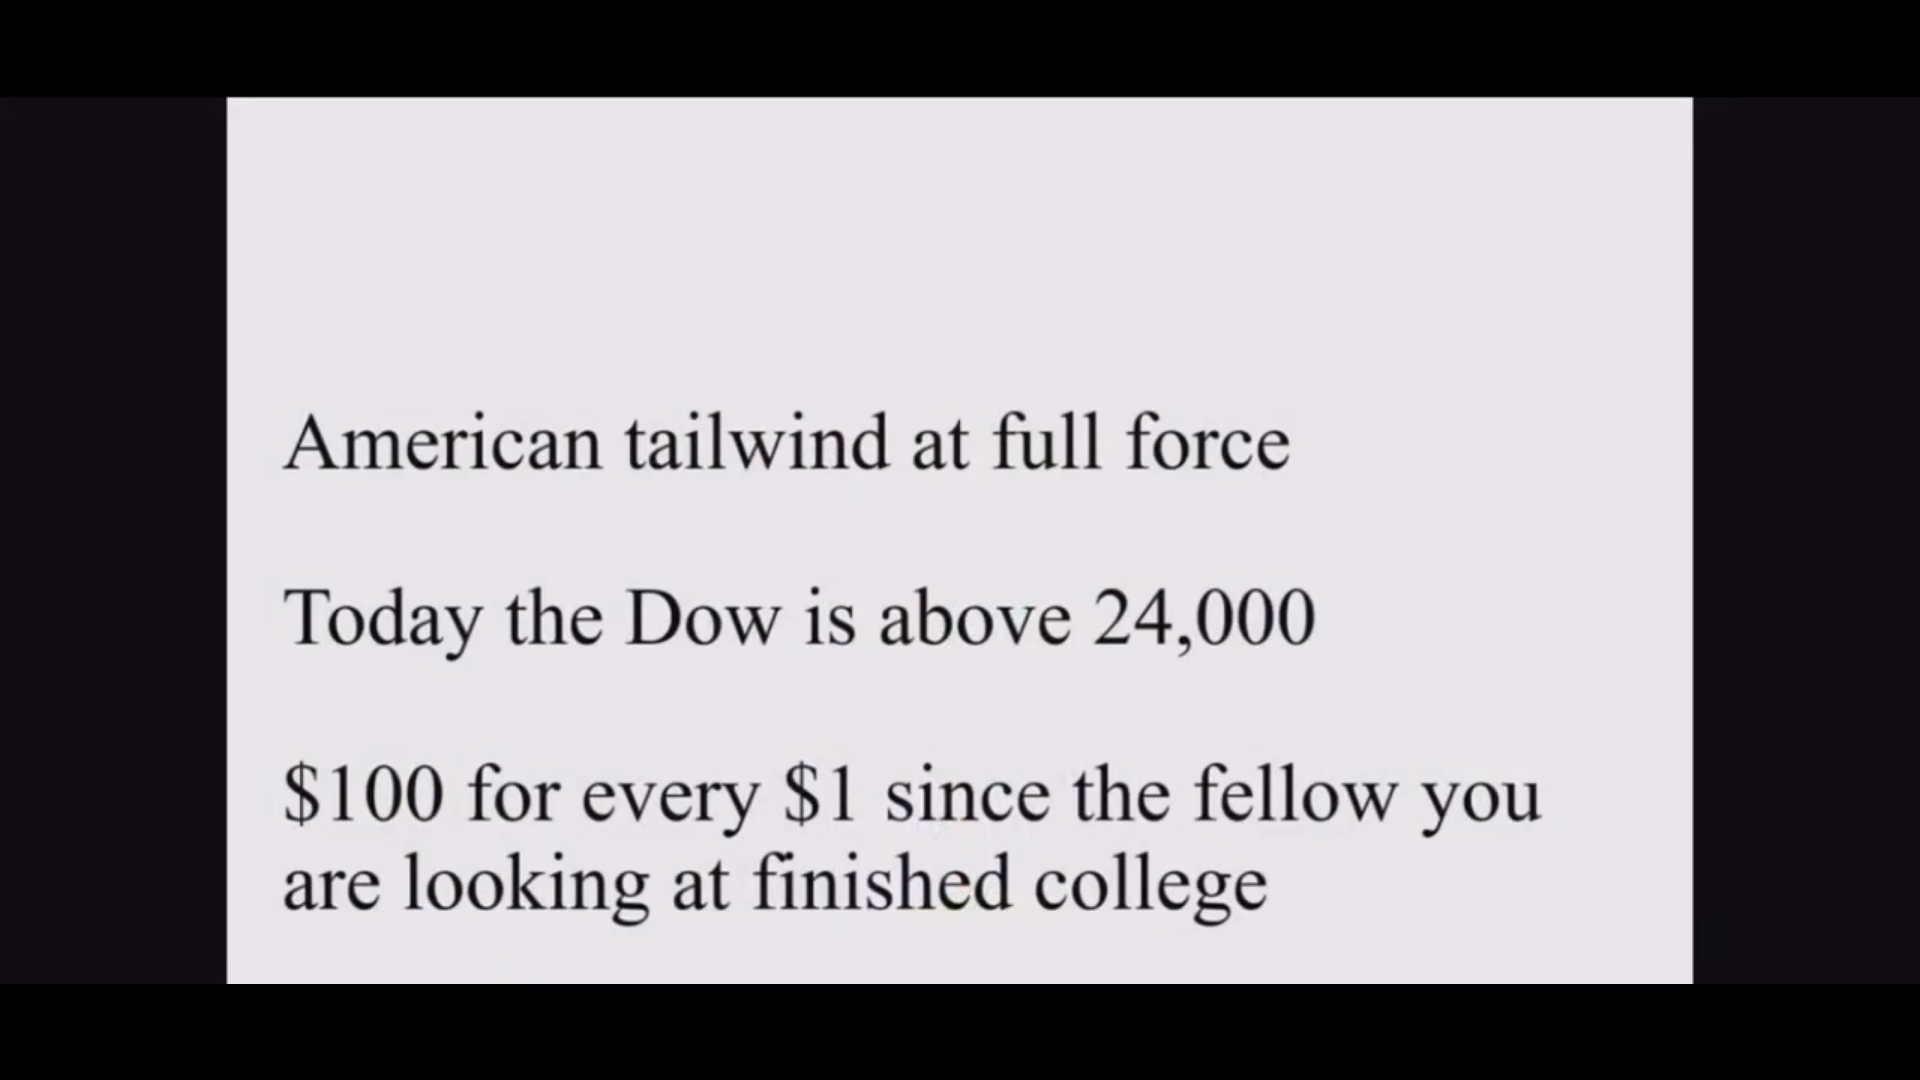 American tailwind at full force
Today the Dow is above 24,000
$100 for every $1 since the fellow you
are looking at finished college